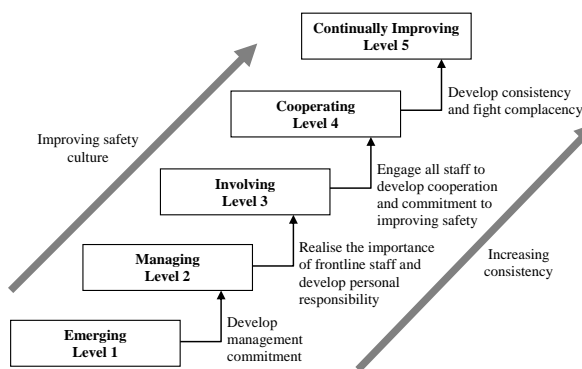 Continually Improving
Level 5
Develop consistency
and fight complacency
Cooperating
Level 4
Improving safety
culture
Engage all staff to
develop cooperation
and commitment to
improving safety
Involving
Level 3
Realise the importance
of frontline staff and
develop personal
responsibility
Increasing
consistency
Managing
Level 2
Develop
management
commitment
Emerging
Level 1